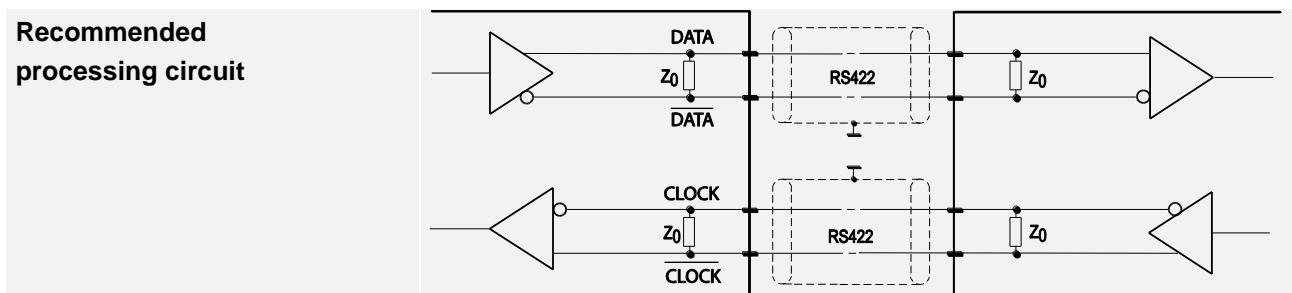 Recommended
processing circuit
DATA
Z0
RS422
Z0
DATA
CLOCK
Z0
RS422
Z0
CLOCK